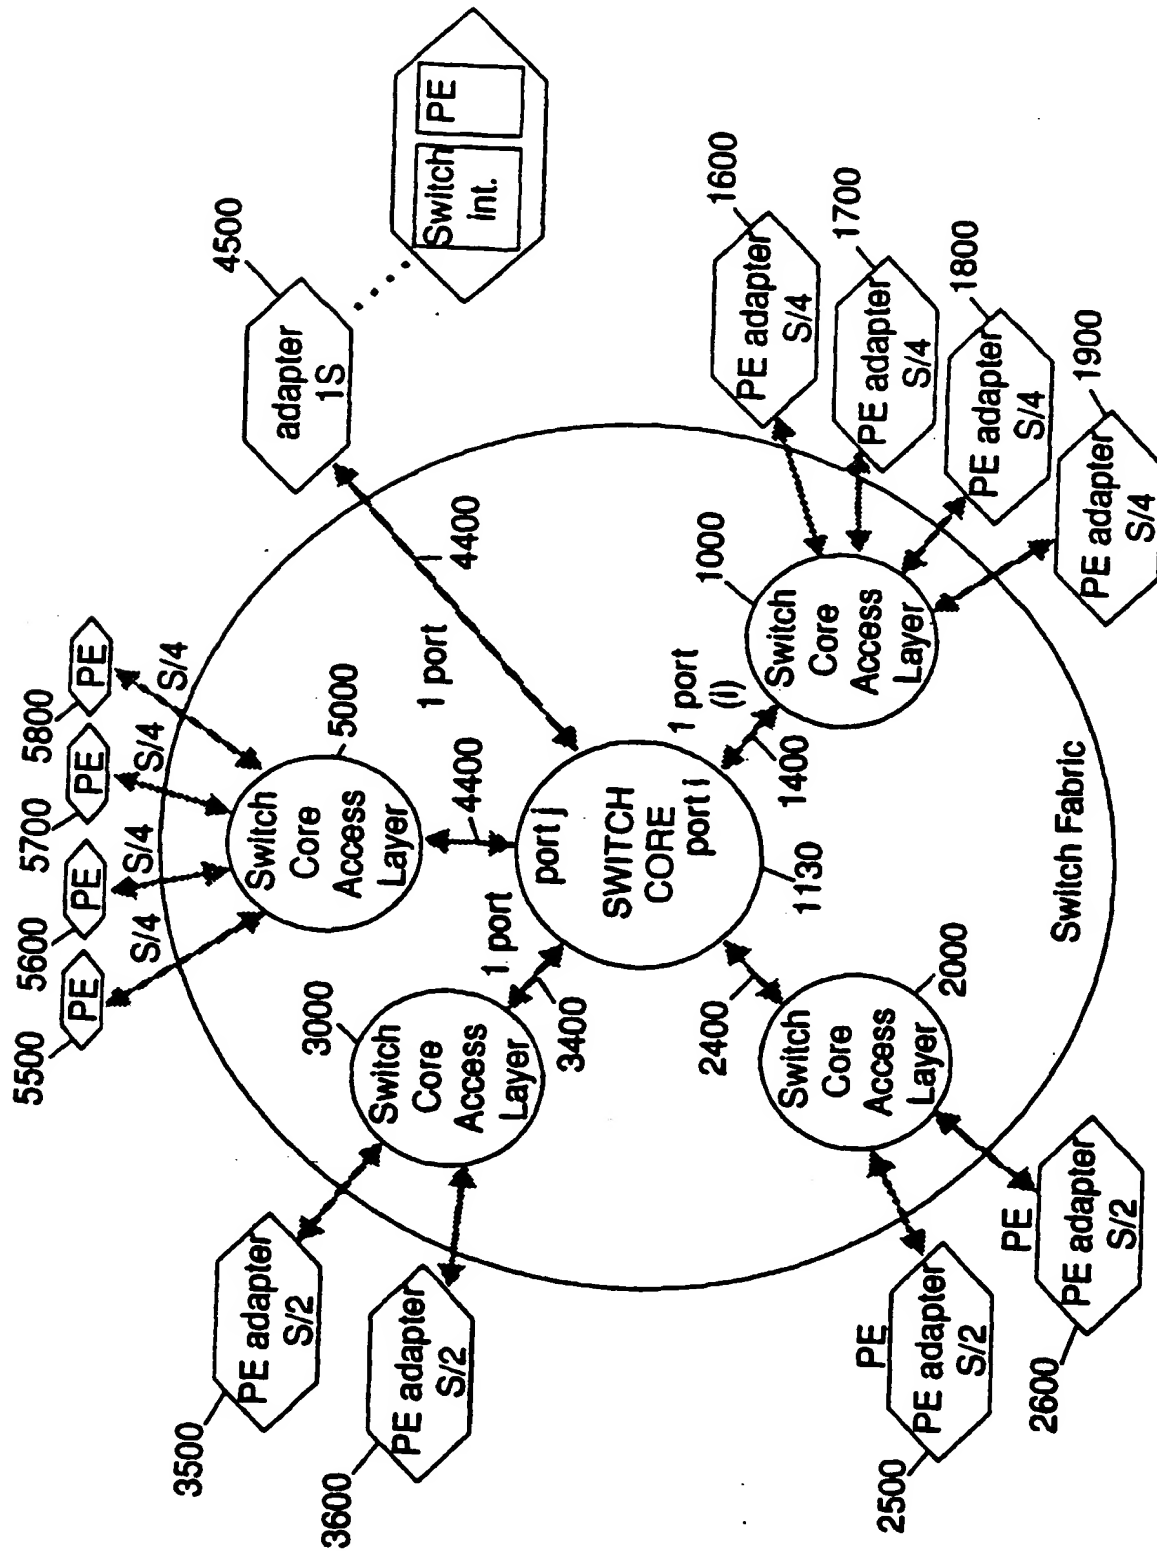 3500
PE adapter
S/2
3600
PE adapter
S/2
3000
Switch
Core
Access
Layer
1 port
3400
5500
PE
S/4
5600
PE
S/4
5700
PE
S/4
5800
PE
S/4
5000
Switch
Core
Access
Layer
4400
1 port
4400
4500
adapter
1S
Switch
int.
PE
port j
SWITCH
CORE
port i
1130
2400
2000
Switch
Core
Access
Layer
2500
PE
PE adapter
S/2
2600
PE
PE adapter
S/2
1 port
(i)
1400
1000
Switch
Core
Access
Layer
1600
PE adapter
S/4
1700
PE adapter
S/4
1800
PE adapter
S/4
1900
PE adapter
S/4
Switch Fabric